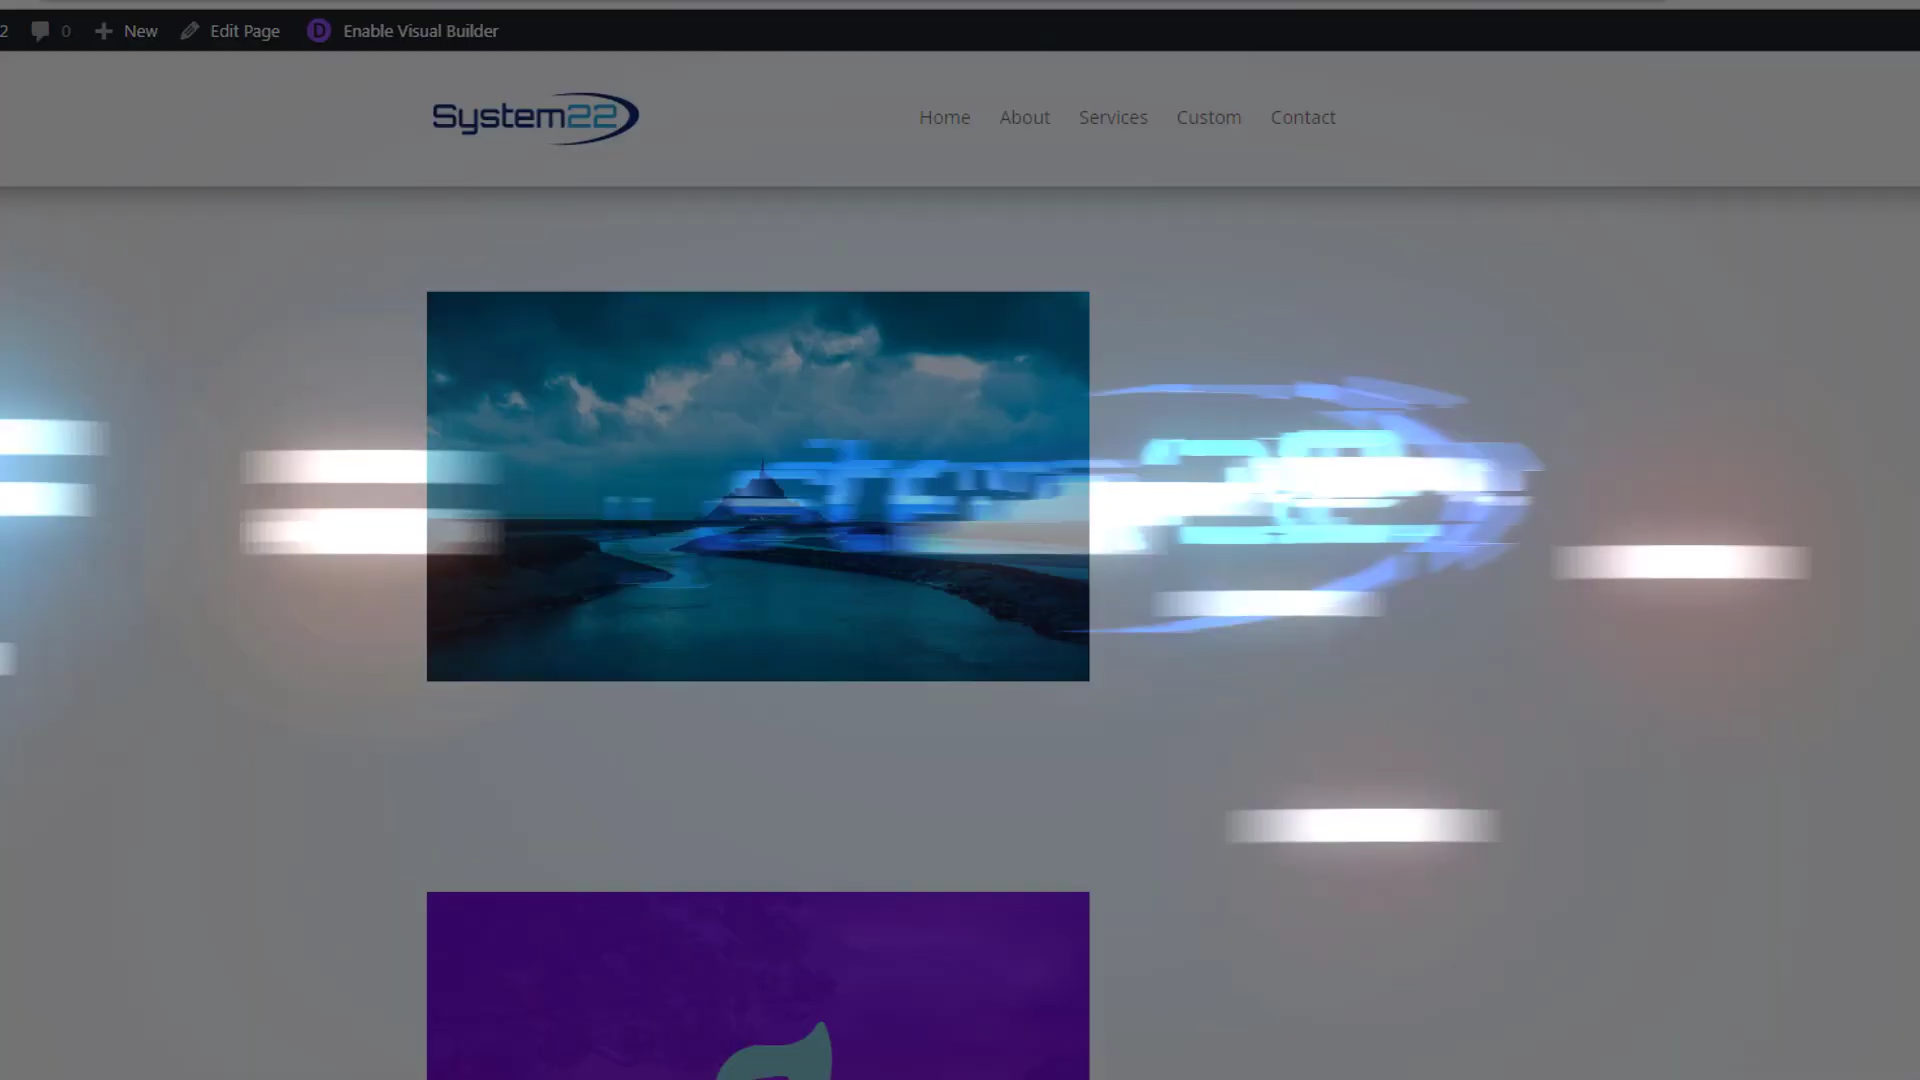 2 0 New Edit Page D Enable Visual Builder
System22
Home About Services Custom Contact